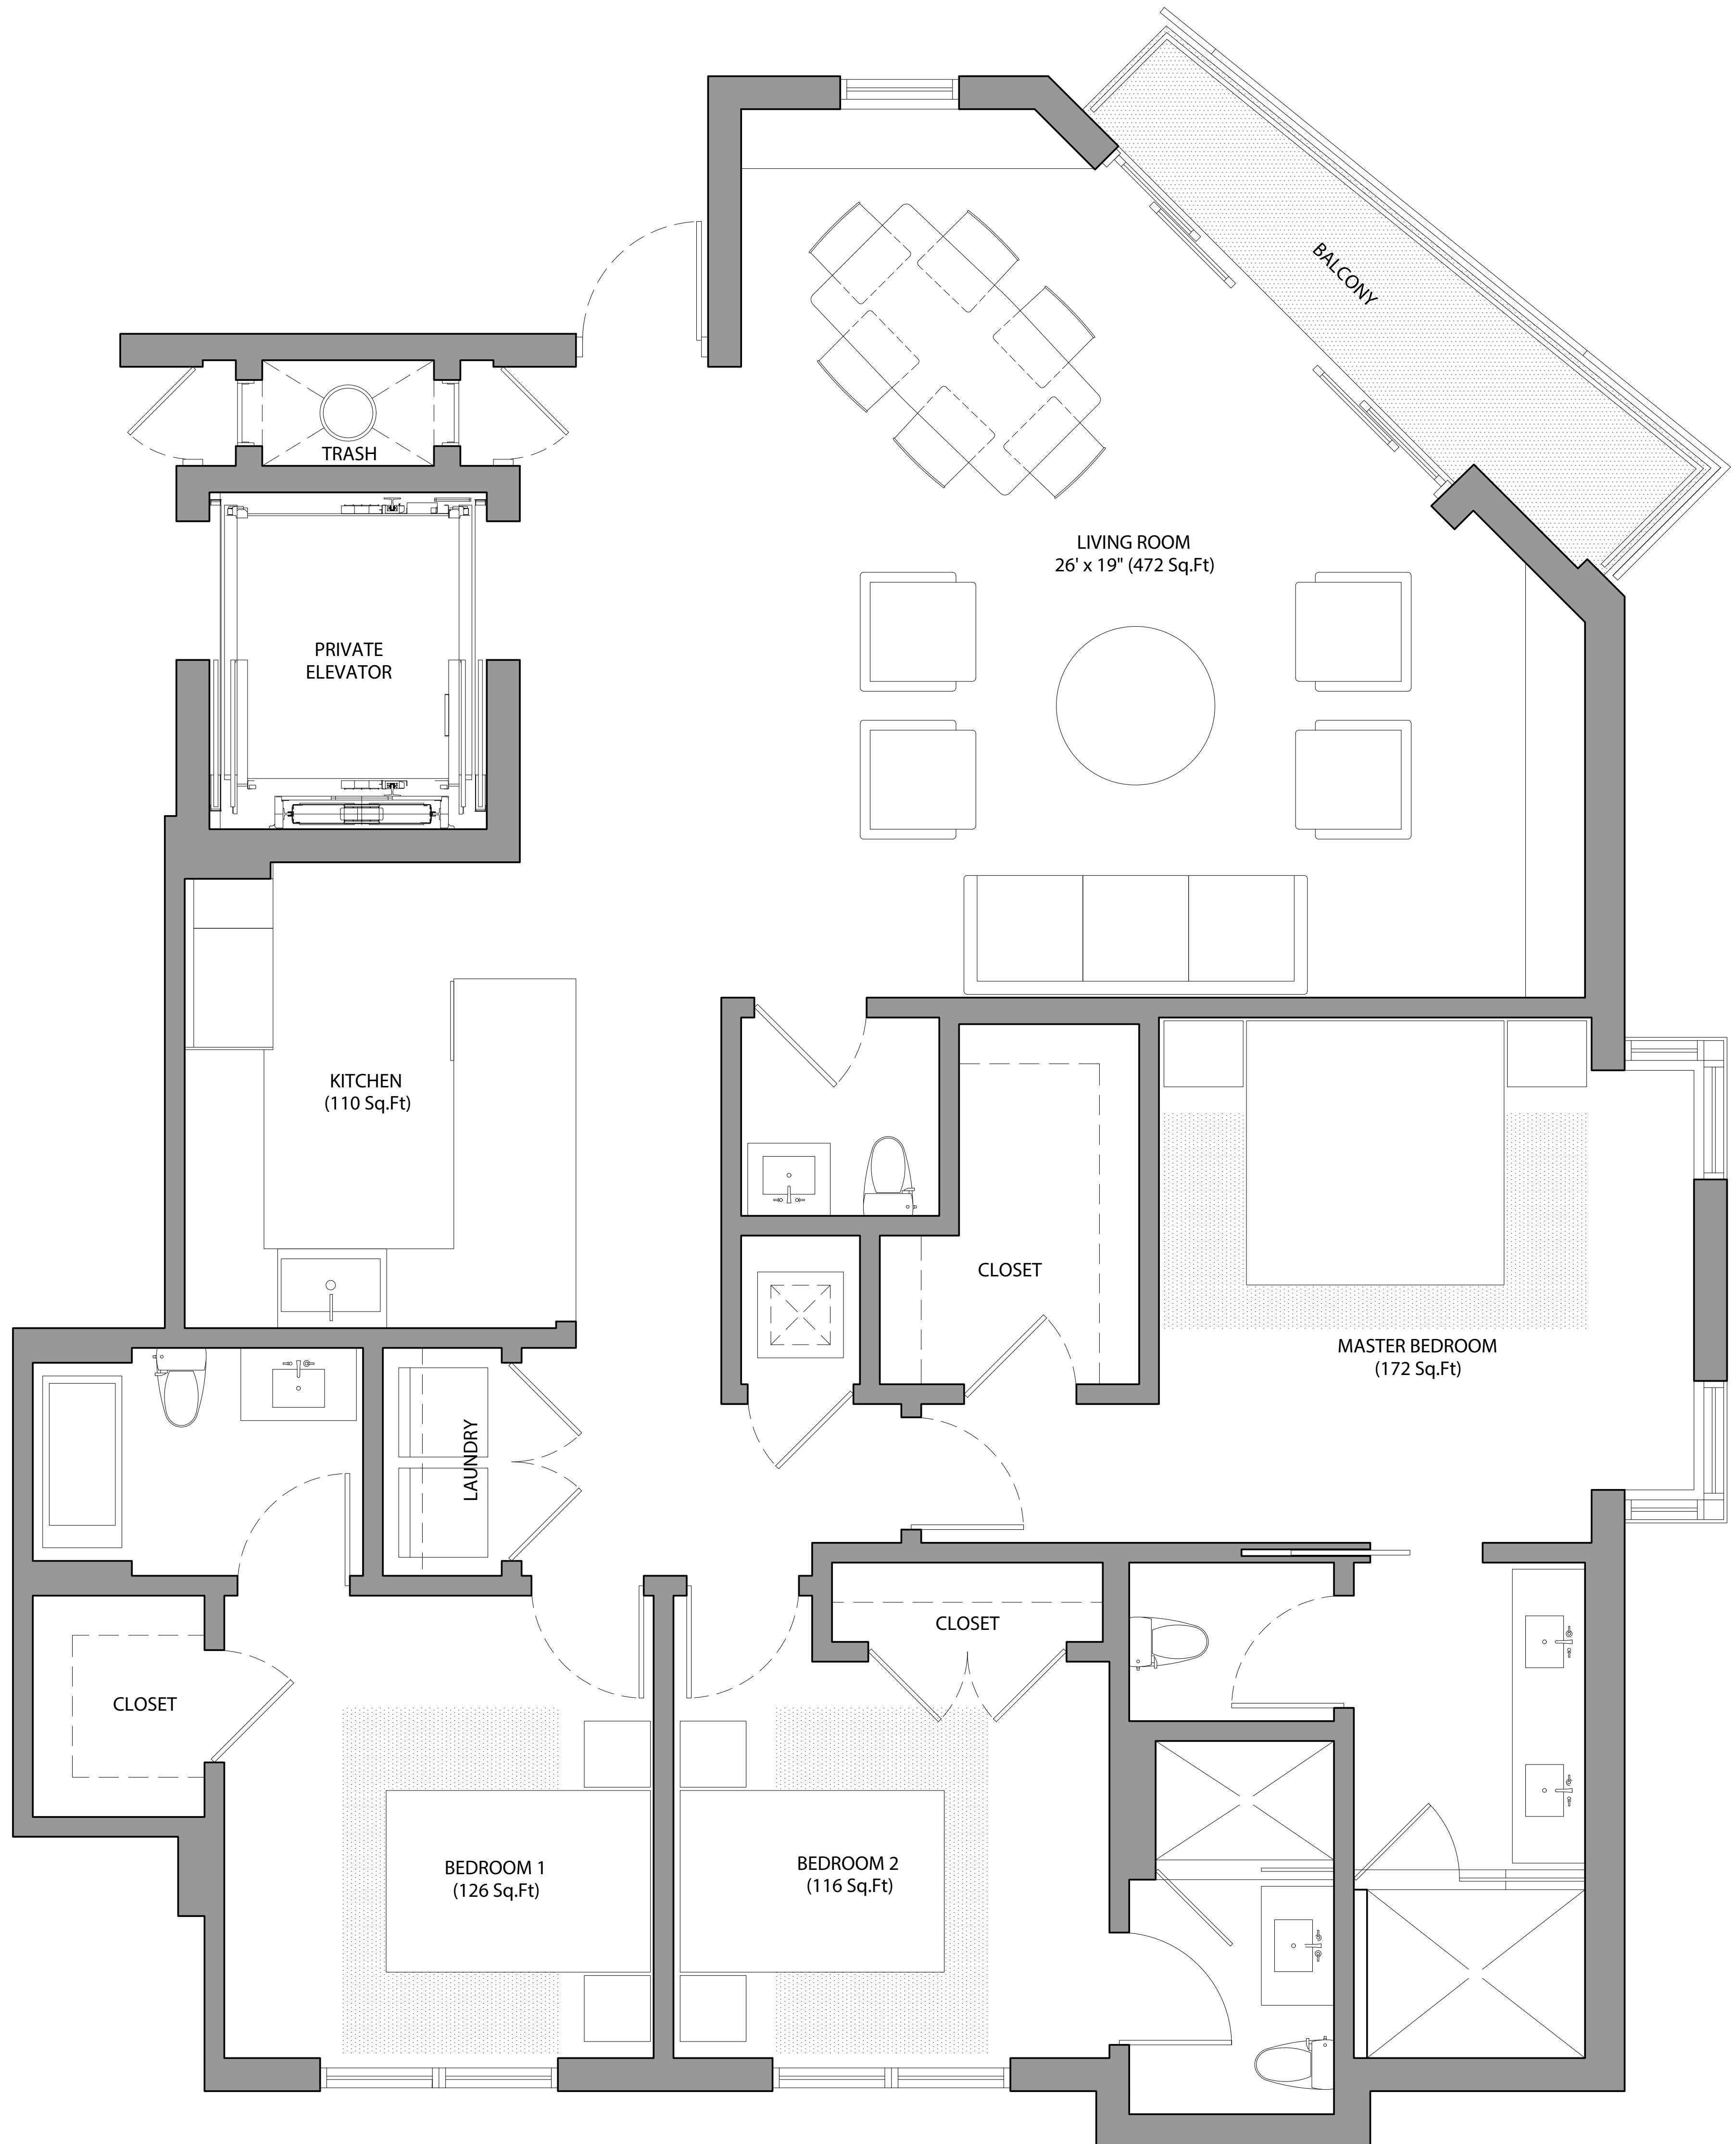 BALCONY
TRASH
LIVING ROOM
26' x 19" (472 Sq.Ft)
PRIVATE
ELEVATOR
KITCHEN
(110 Sq.Ft)
CLOSET
MASTER BEDROOM
(172 Sq.Ft)
LAUNDRY
CLOSET
CLOSET
BEDROOM 1
(126 Sq.Ft)
BEDROOM 2
(116 Sq.Ft)